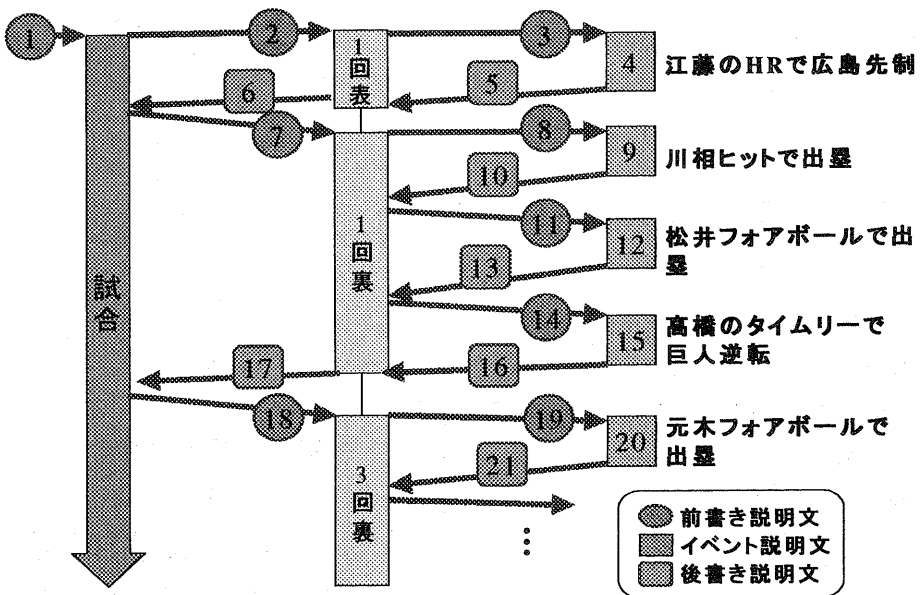 1
2
3
4
江藤のHRで広島先制
1回表
5
6
7
8
9
川相ヒットで出塁
10
11
12
松井フォアボールで出
塁
1回裏
試合
13
14
15
高橋のタイムリーで
巨人逆転
16
17
18
19
20
元木フォアボールで
出塁
21
3回裏
前書き説明文
イベント説明文
後書き説明文